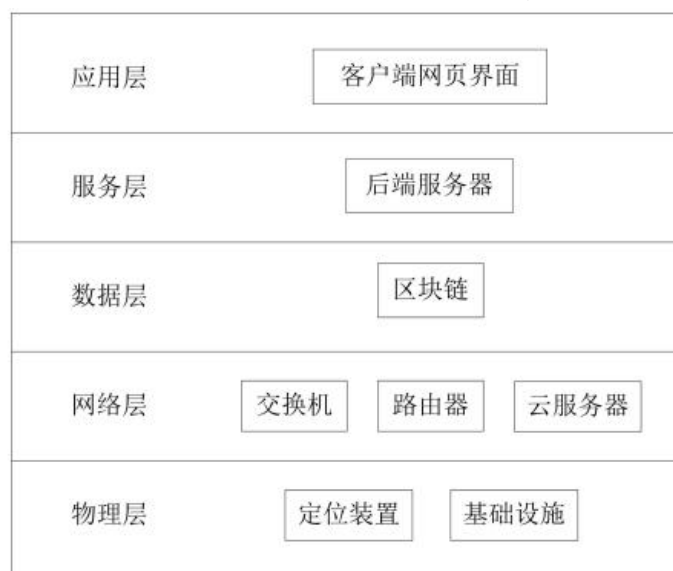 应用层 客户端网页界面
服务层 后端服务器
数据层 区块链
网络层 交换机 路由器 云服务器
物理层 定位装置 基础设施